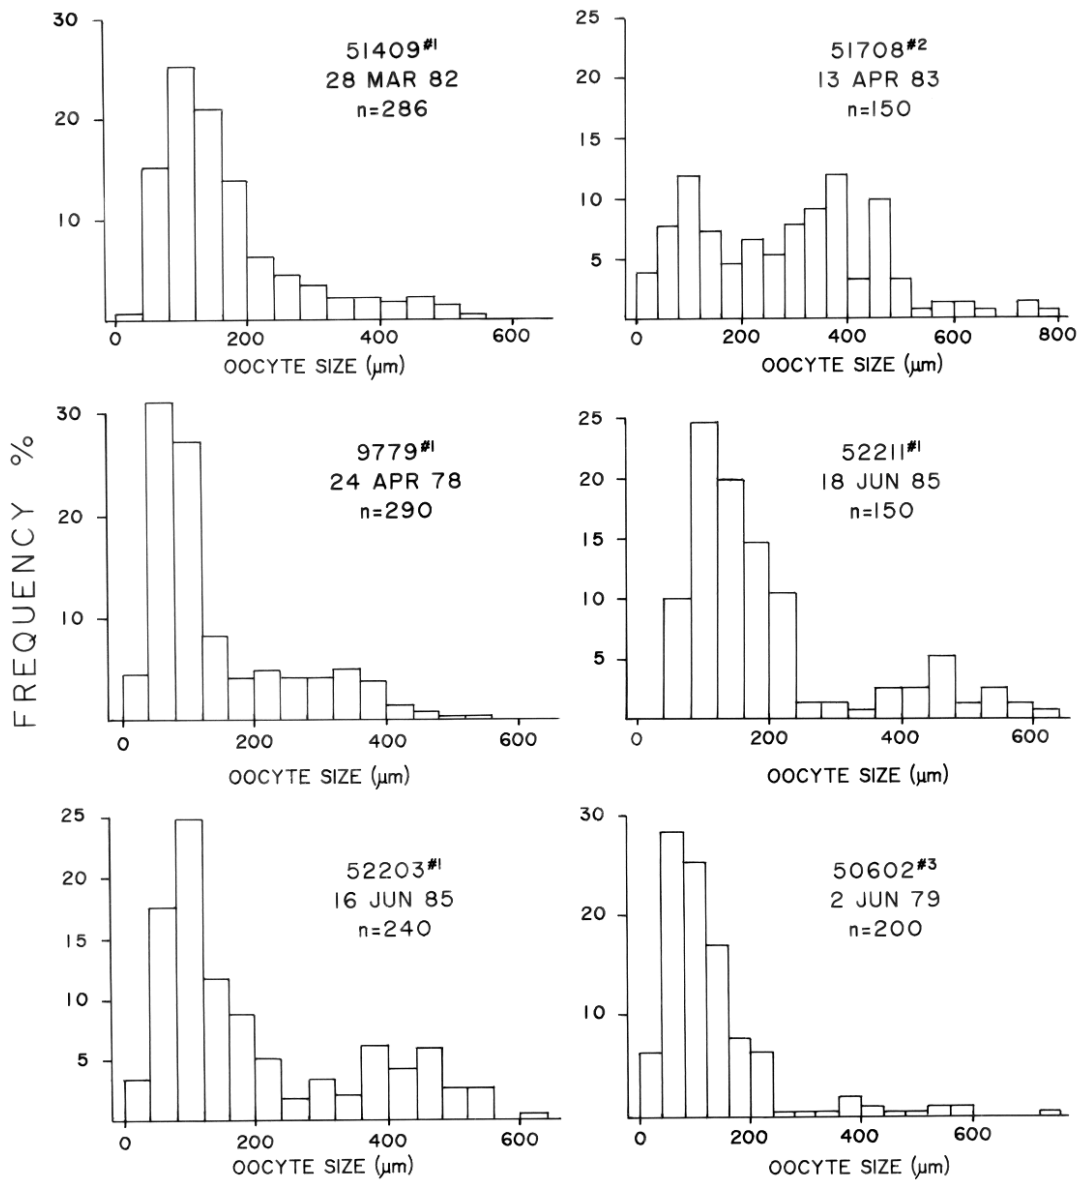 FREQUENCY %
30
20
10
51409#1
28 MAR 82
n=286
0 200 400 600
OOCYTE SIZE (µm)
25
20
15
10
5
51708#2
13 APR 83
n=150
0 200 400 600 800
OOCYTE SIZE (µm)
30
20
10
9779#1
24 APR 78
n=290
0 200 400 600
OOCYTE SIZE (µm)
25
20
15
10
5
52211#1
18 JUN 85
n=150
0 200 400 600
OOCYTE SIZE (µm)
25
20
15
10
5
52203#1
16 JUN 85
n=240
0 200 400 600
OOCYTE SIZE (µm)
30
20
10
50602#3
2 JUN 79
n=200
0 200 400 600
OOCYTE SIZE (µm)